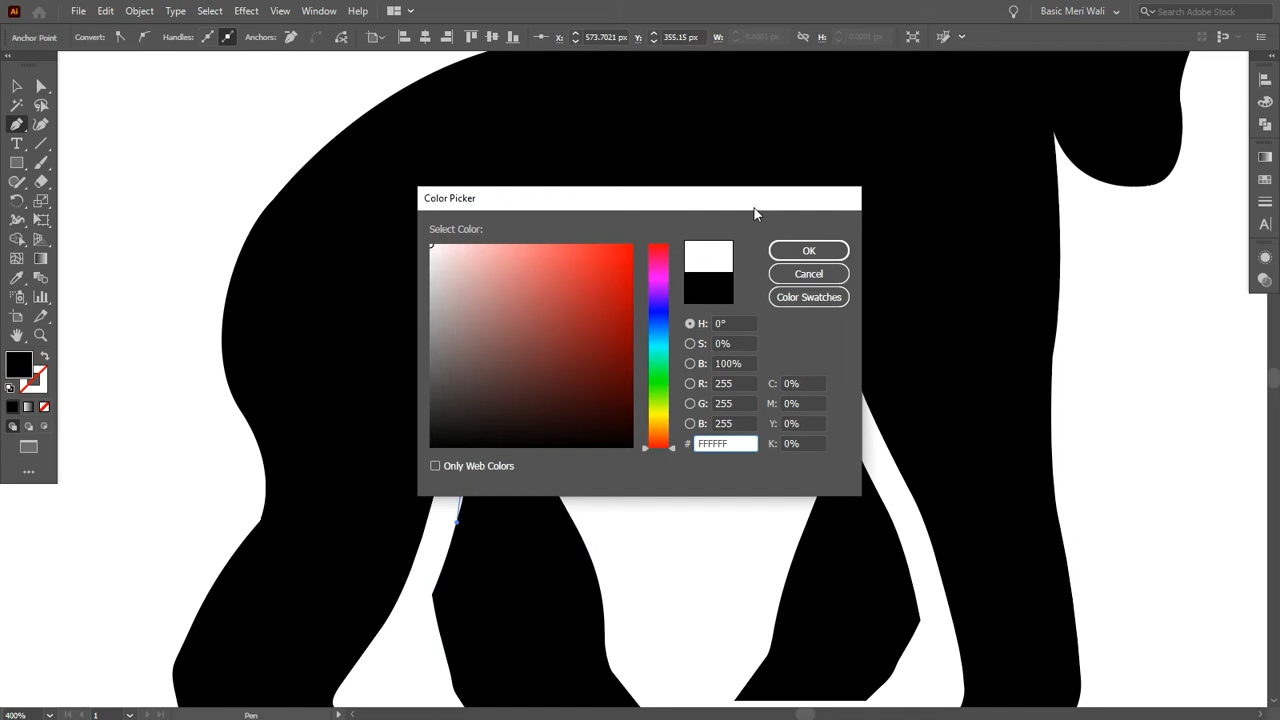 Ai File Edit Object Type Select Effect View Window Help Basic Meri Wali Search Adobe Stock
Anchor Point Convert: Handles: Anchors: X: 573.7021 px Y: 355.15 px W: 0.0001 px H: 0.0001 px
Color Picker
Select Color:
OK
Cancel
Color Swatches
H: 0°
S: 0%
B: 100%
R: 255 C: 0%
G: 255 M: 0%
B: 255 Y: 0%
# FFFFFF K: 0%
Only Web Colors
400% 1 Pen